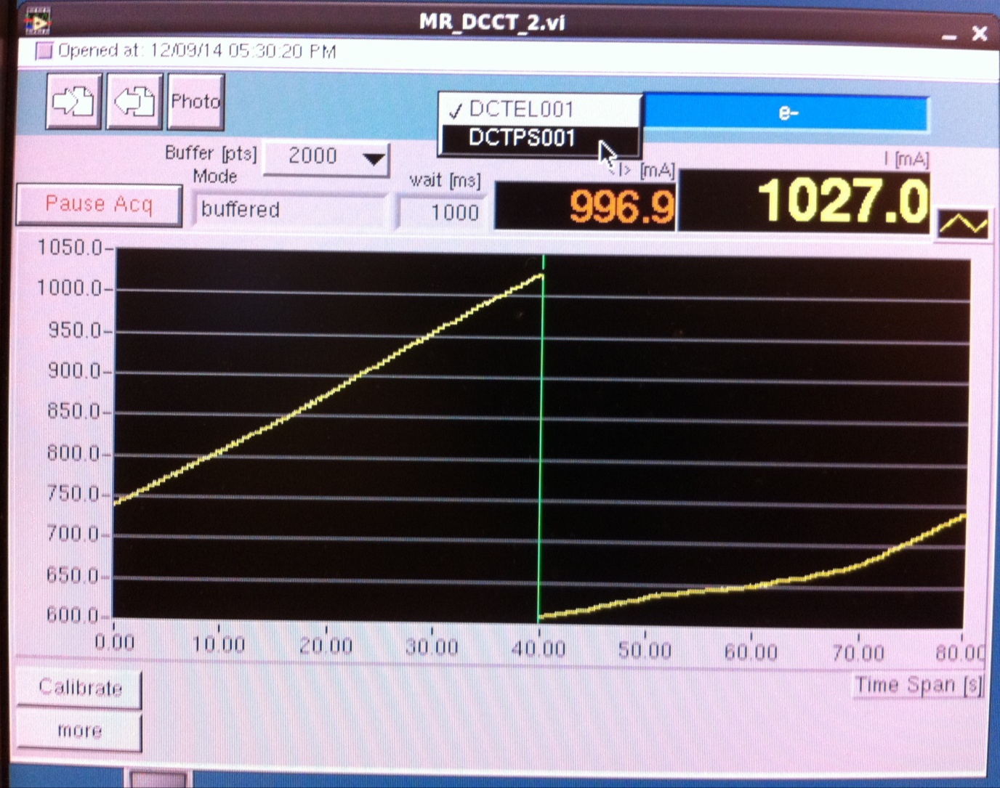 MR_DCCT_2.vi
Opened at: 12/09/14 05:30:20 PM
Photo
DCTEL001
DCTPS001
e-
Buffer [pts]
2000
Mode
wait [ms]
<I> [mA]
I [mA]
Pause Acq
buffered
1000
996.9
1027.0
1050.0
1000.0
950.0
900.0
850.0
800.0
750.0
700.0
650.0
600.0
0.00 10.00 20.00 30.00 40.00 50.00 60.00 70.00 80.00
Time Span [s]
Calibrate
more